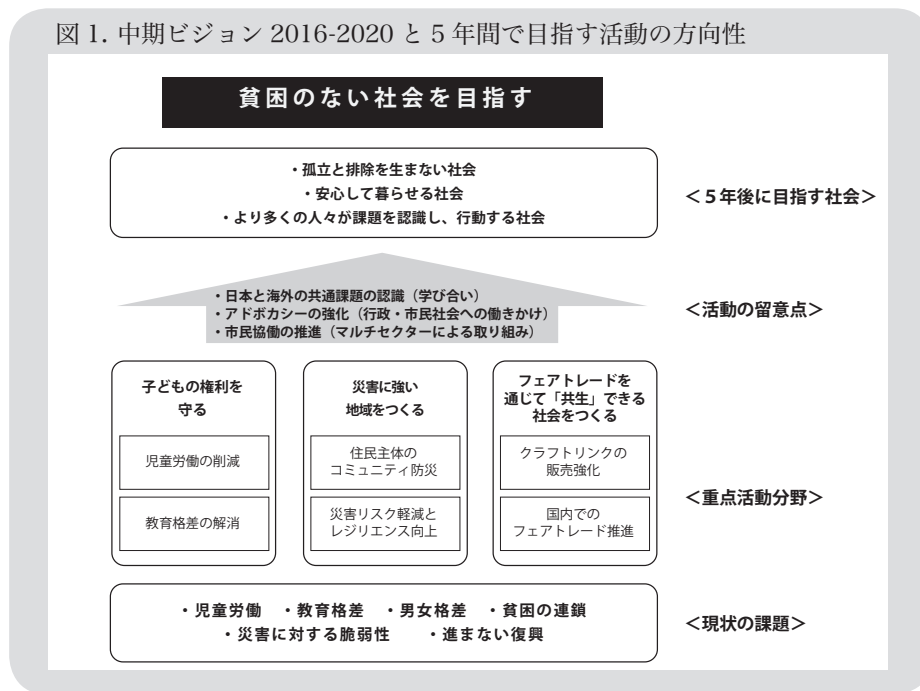 図 1. 中期ビジョン 2016-2020 と 5 年間で目指す活動の方向性
貧困のない社会を目指す
・孤立と排除を生まない社会
・安心して暮らせる社会
・より多くの人々が課題を認識し、行動する社会
＜５年後に目指す社会＞
・日本と海外の共通課題の認識（学び合い）
・アドボカシーの強化（行政・市民社会への働きかけ）
・市民協働の推進（マルチセクターによる取り組み）
＜活動の留意点＞
子どもの権利を
守る
児童労働の削減
教育格差の解消
災害に強い
地域をつくる
住民主体の
コミュニティ防災
災害リスク軽減と
レジリエンス向上
フェアトレードを
通じて「共生」できる
社会をつくる
クラフトリンクの
販売強化
国内での
フェアトレード推進
＜重点活動分野＞
・児童労働　・教育格差　・男女格差　・貧困の連鎖
・災害に対する脆弱性　・進まない復興
＜現状の課題＞